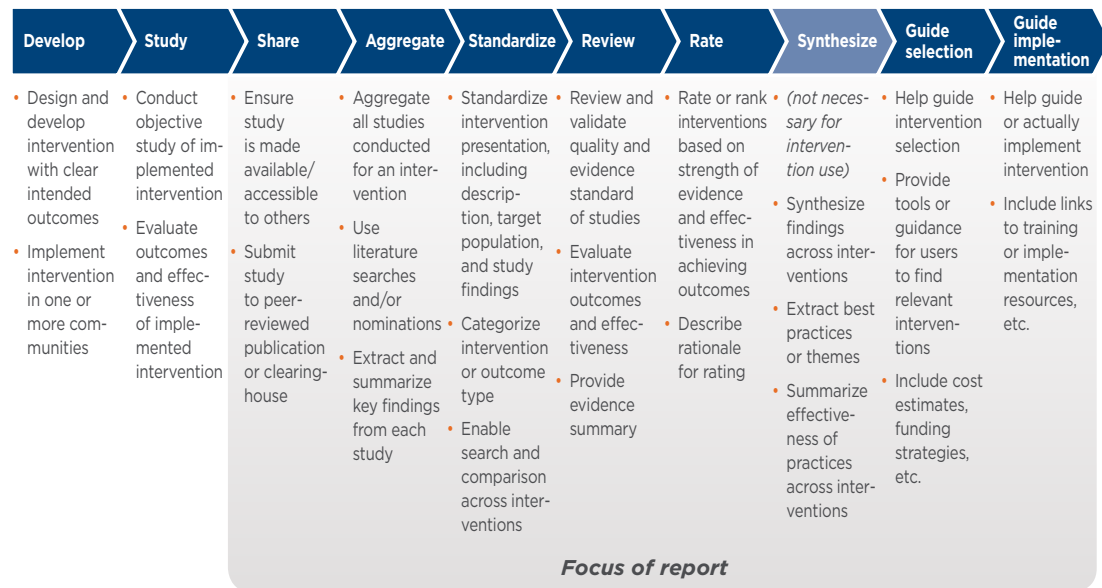 Develop
Study
Share
Aggregate
Standardize
Review
Rate
Synthesize
Guide
selection
Guide
imple-
mentation
• Design and
develop
intervention
with clear
intended
outcomes
• Implement
intervention
in one or
more com-
munities
• Conduct
objective
study of im-
plemented
intervention
• Evaluate
outcomes
and effec-
tiveness
of imple-
mented
intervention
• Ensure
study
is made
available/
accessible
to others
• Submit
study
to peer-
reviewed
publication
or clearing-
house
• Aggregate
all studies
conducted
for an inter-
vention
• Use
literature
searches
and/or
nominations
• Extract and
summarize
key findings
from each
study
• Standardize
intervention
presentation,
including
descrip-
tion, target
population,
and study
findings
• Categorize
intervention
or outcome
type
• Enable
search and
comparison
across inter-
ventions
• Review and
validate
quality and
evidence
standard
of studies
• Evaluate
intervention
outcomes
and effec-
tiveness
• Provide
evidence
summary
• Rate or rank
interventions
based on
strength of
evidence
and effec-
tiveness in
achieving
outcomes
• Describe
rationale
for rating
• (not neces-
sary for
interven-
tion use)
• Synthesize
findings
across inter-
ventions
• Extract best
practices
or themes
• Summarize
effective-
ness of
practices
across inter-
ventions
• Help guide
intervention
selection
• Provide
tools or
guidance
for users
to find
relevant
interven-
tions
• Include cost
estimates,
funding
strategies,
etc.
• Help guide
or actually
implement
intervention
• Include links
to training
or imple-
mentation
resources,
etc.
Focus of report